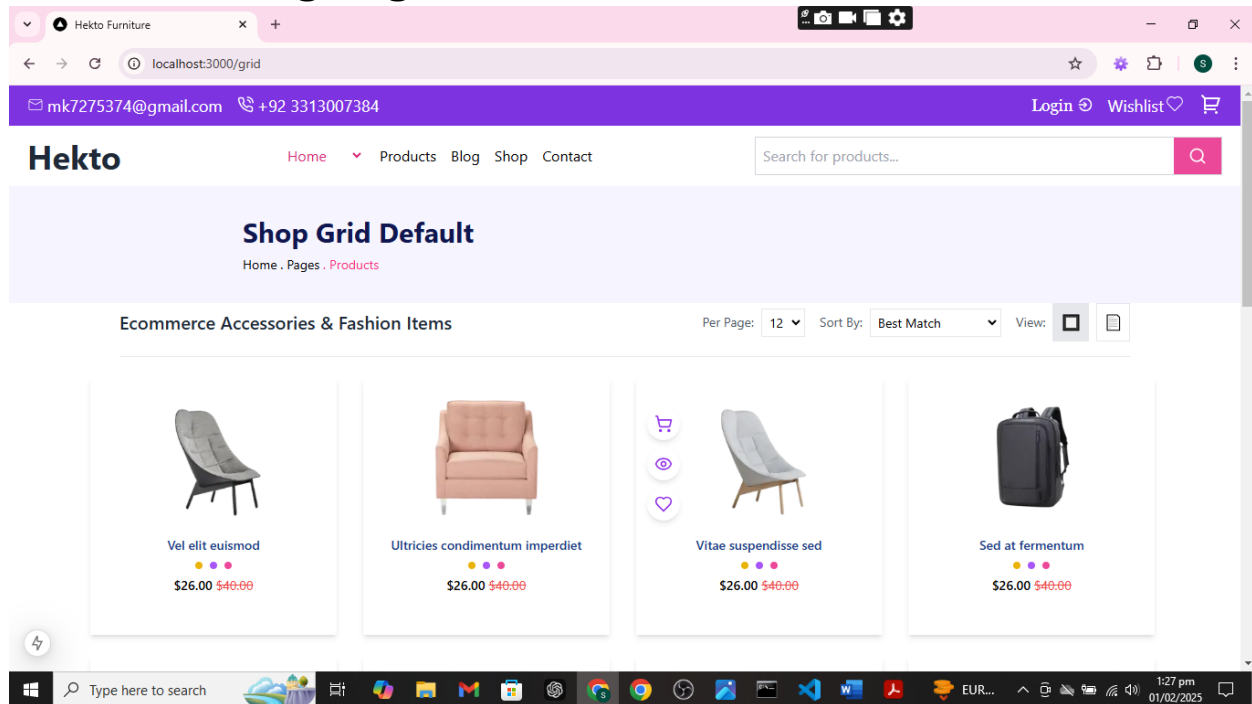 Hekto Furniture
localhost:3000/grid
S
mk7275374@gmail.com +92 3313007384 Login Wishlist
Hekto Home Products Blog Shop Contact Search for products...
Shop Grid Default
Home . Pages . Products
Ecommerce Accessories & Fashion Items Per Page: 12 Sort By: Best Match View:
Vel elit euismod Ultricies condimentum imperdiet Vitae suspendisse sed Sed at fermentum
$26.00 $40.00 $26.00 $40.00 $26.00 $40.00 $26.00 $40.00
Type here to search EUR... 1:27 pm
01/02/2025